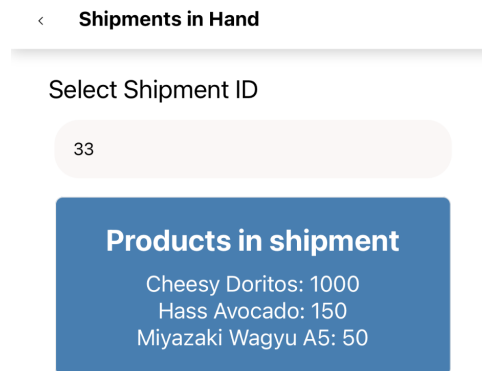 Shipments in Hand
Select Shipment ID
33
Products in shipment
Cheesy Doritos: 1000
Hass Avocado: 150
Miyazaki Wagyu A5: 50